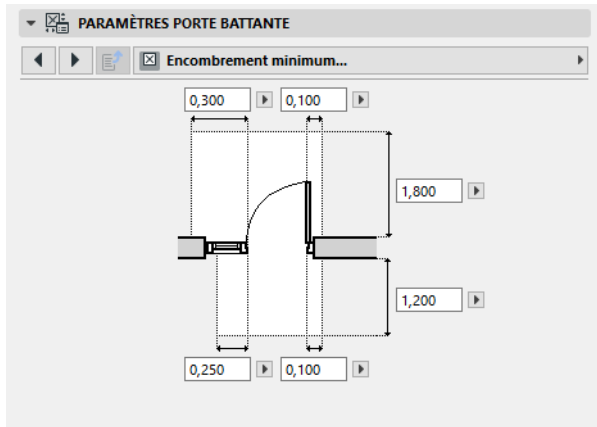 PARAMÈTRES PORTE BATTANTE
Encombrement minimum...
0,300 0,100
1,800
1,200
0,250 0,100